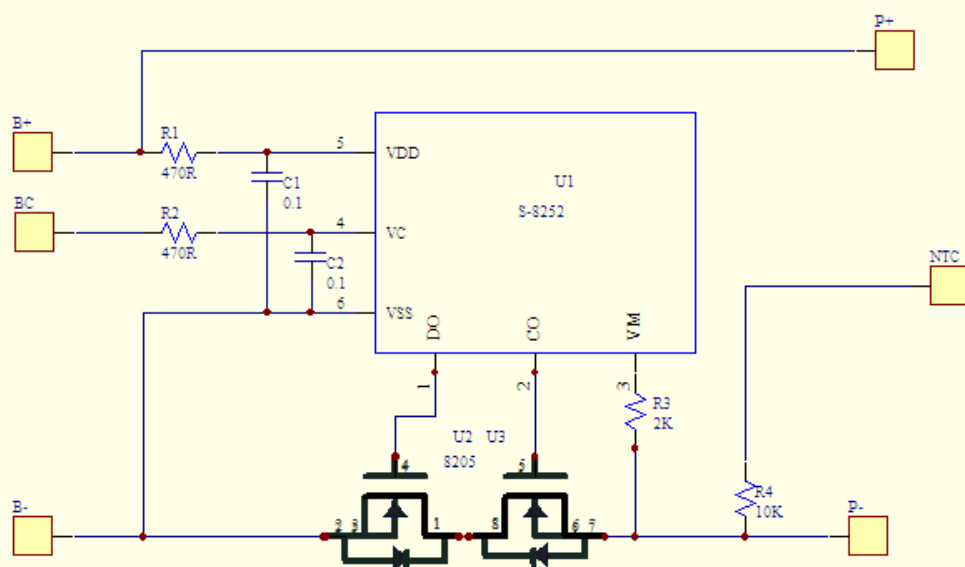 P+
B+
R1
470R
5
VDD
C1
0.1
U1
S-8252
BC
R2
470R
4
VC
C2
0.1
6
VSS
NTC
DO
CO
VM
1
2
3
R3
2K
U2 U3
8205
4
5
R4
10K
B-
2 3
1
8
6 7
P-